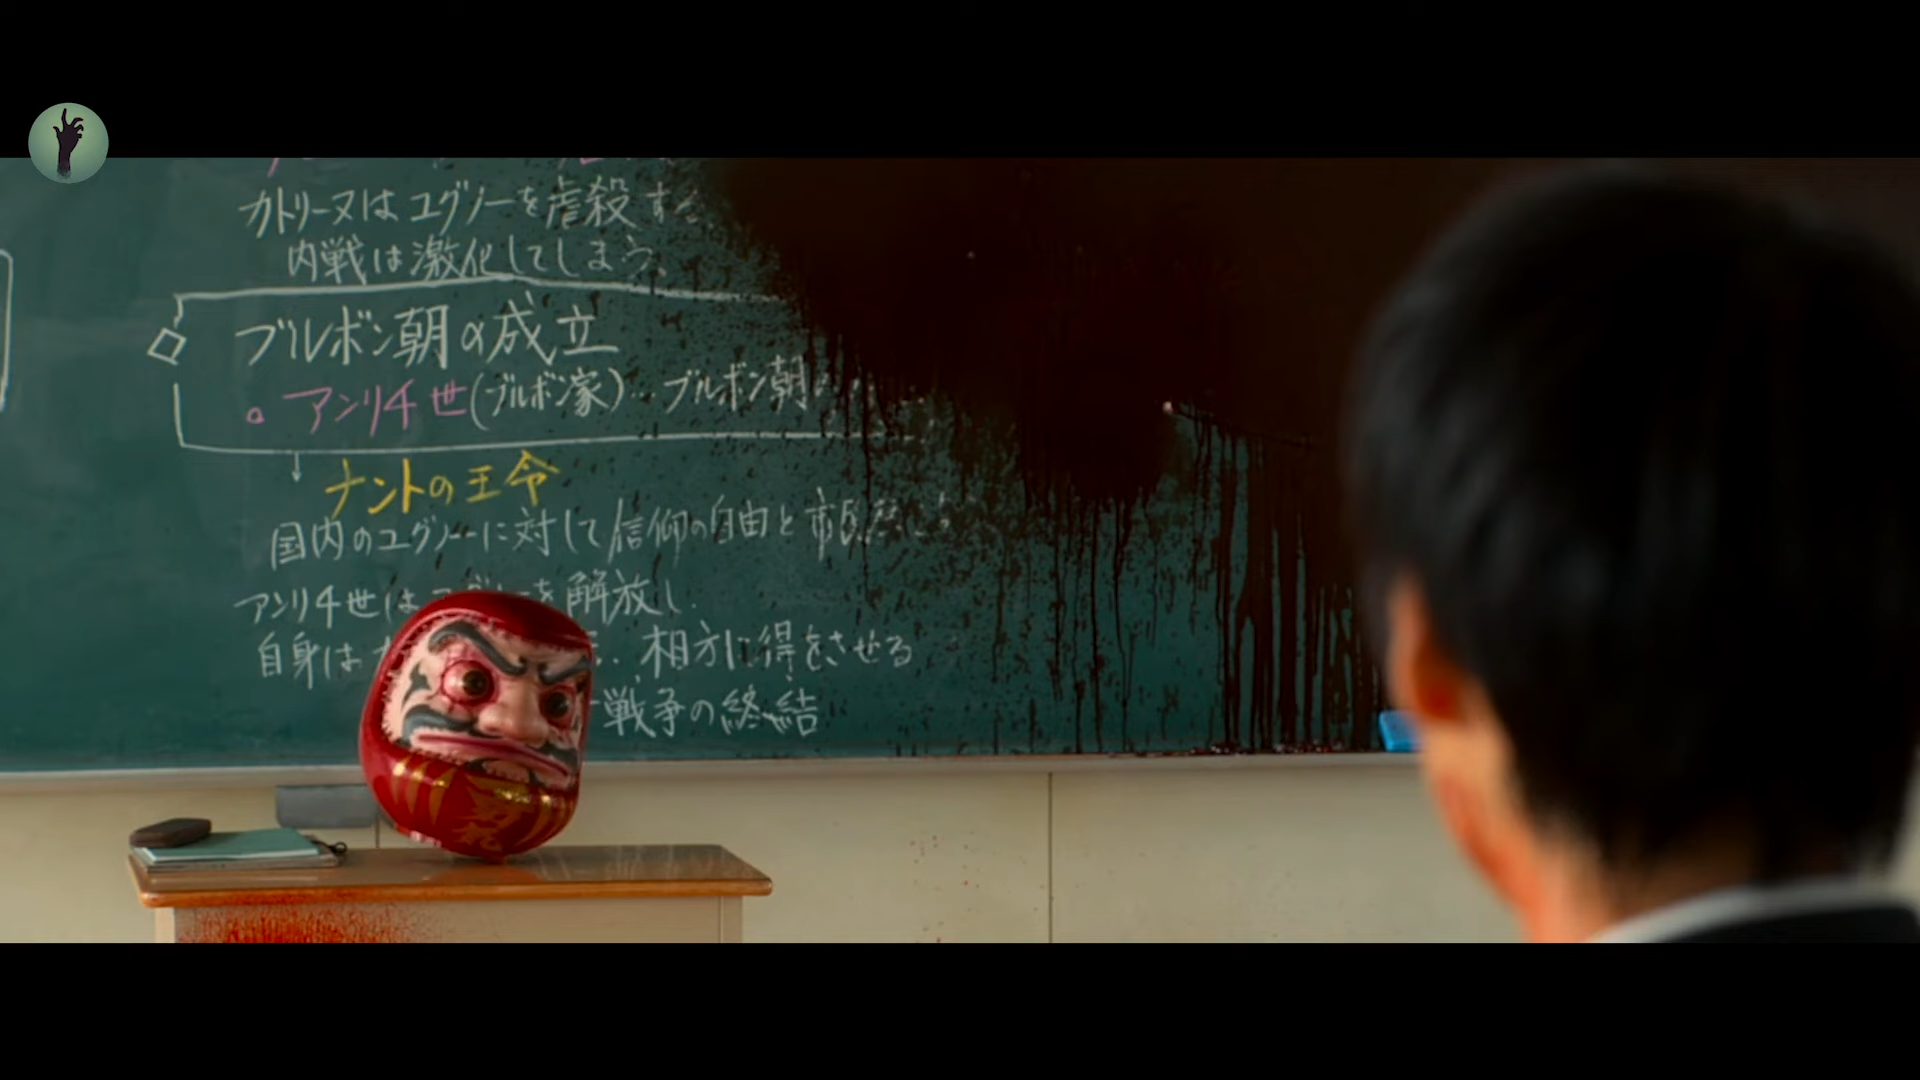 カトリーヌはユグノーを虐殺する
内戦は激化してしまう。
ブルボン朝の成立
アンリ4世(ブルボン家)…ブルボン朝
ナントの王令
国内のユグノーに対して信仰の自由と市民
アンリ4世は を解放し
自身は 相方に得をさせる
戦争の終結